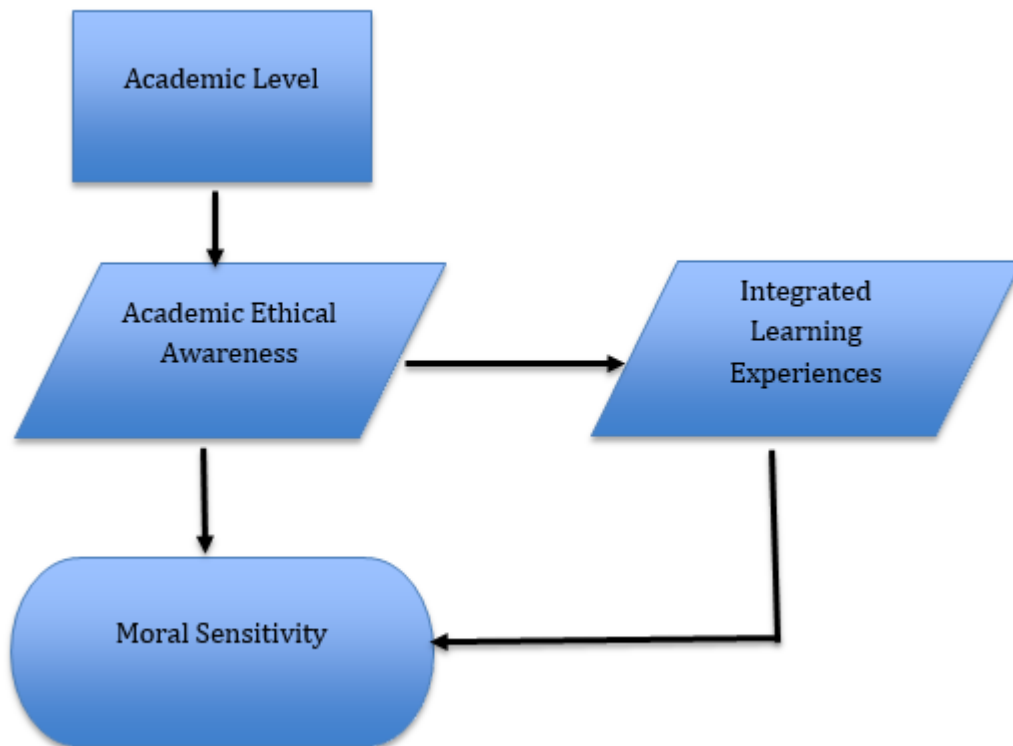 Academic Level
Academic Ethical
Awareness
Integrated
Learning
Experiences
Moral Sensitivity